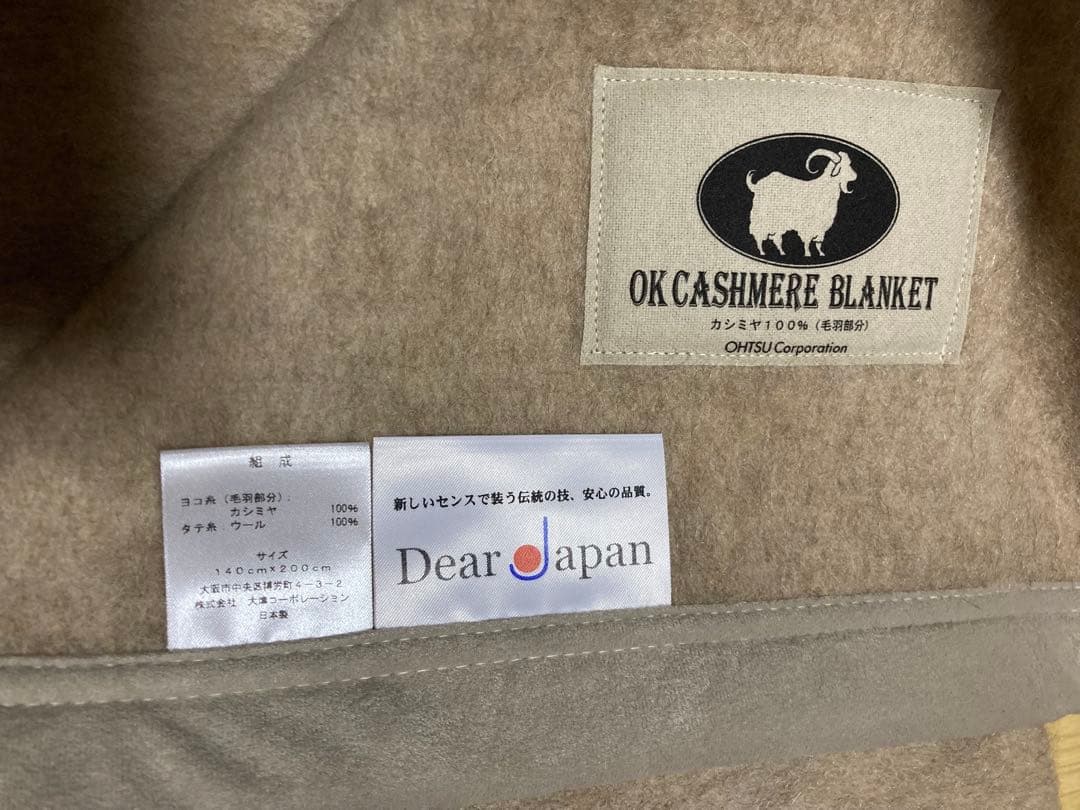 OK CASHMERE BLANKET
カシミヤ100%(毛羽部分)
OHTSU Corporation
組成
ヨコ糸(毛羽部分):
カシミヤ 100%
タテ糸:ウール 100%
サイズ
140cm×200cm
大阪市中央区博労町4-3-2
株式会社 大津コーポレーション
日本製
新しいセンスで装う伝統の技、安心の品質。
Dear Japan